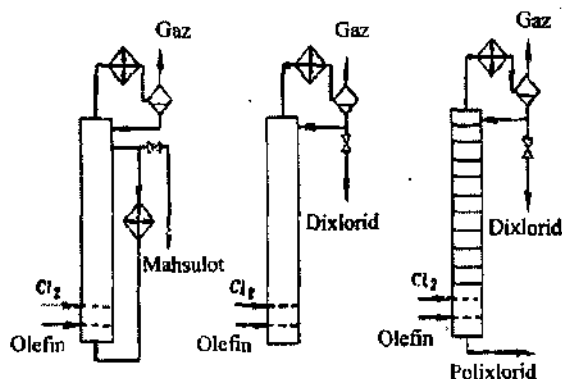 Gaz
Gaz
Gaz
Dixlorid
Dixlorid
Mahsulot
Cl₂
Olefin
Cl₂
Olefin
Cl₂
Olefin
Polixlorid